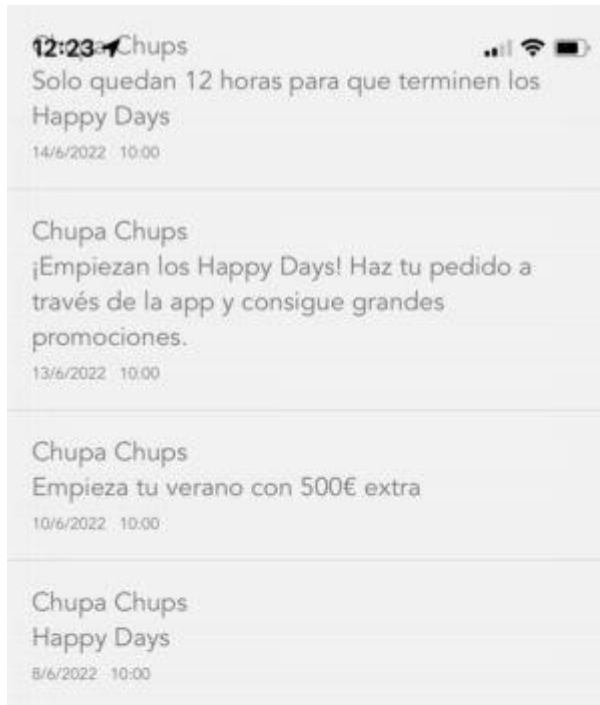 12:23
Chupa Chups
Solo quedan 12 horas para que terminen los
Happy Days
14/6/2022 10:00
Chupa Chups
¡Empiezan los Happy Days! Haz tu pedido a
través de la app y consigue grandes
promociones.
13/6/2022 10:00
Chupa Chups
Empieza tu verano con 500€ extra
10/6/2022 10:00
Chupa Chups
Happy Days
8/6/2022 10:00